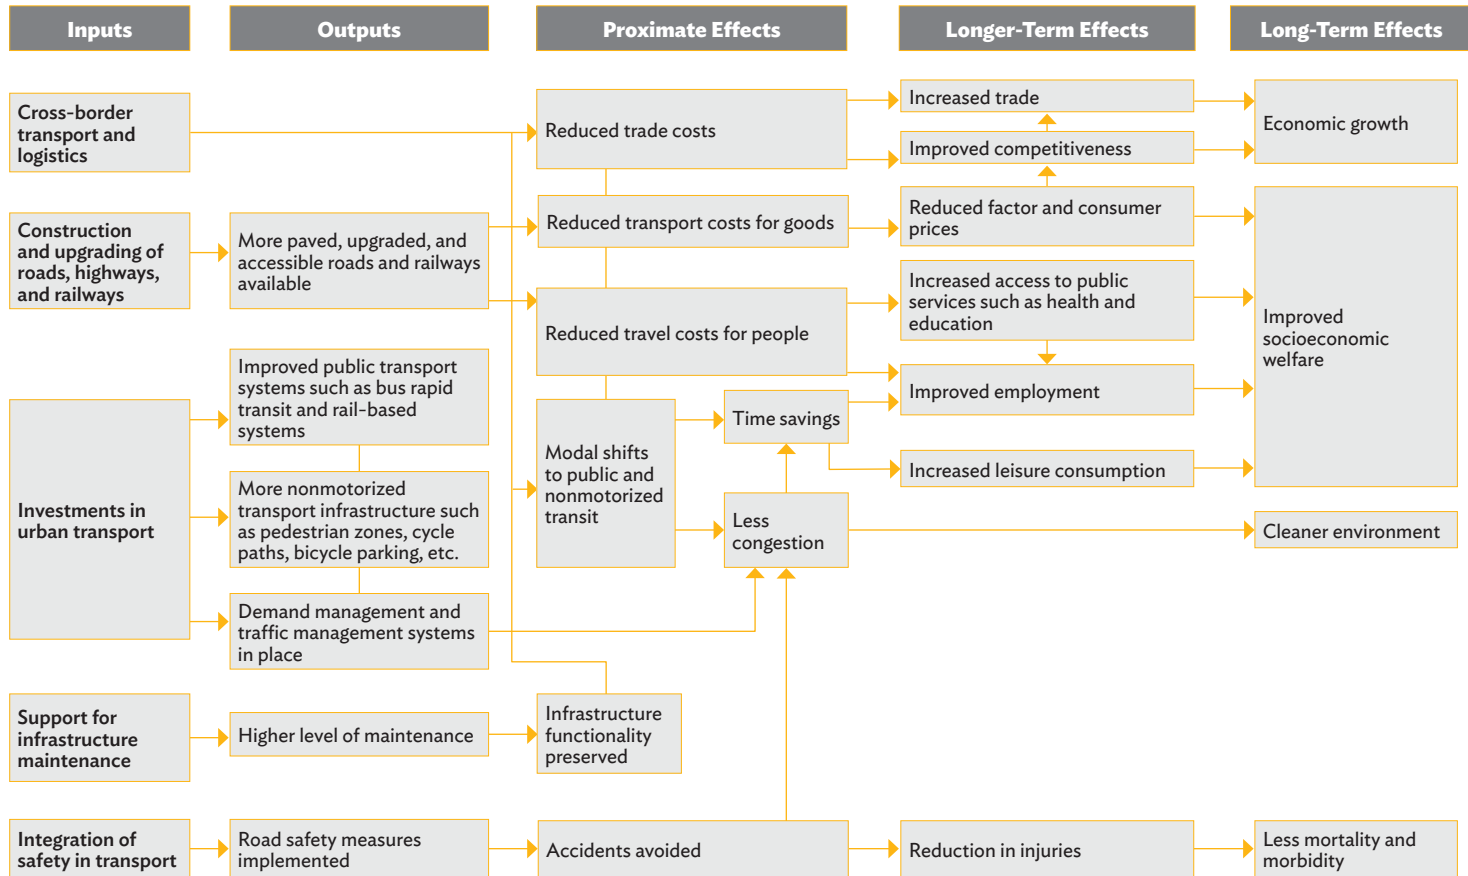 Inputs
Outputs
Proximate Effects
Longer-Term Effects
Long-Term Effects
Cross-border
transport and
logistics
Reduced trade costs
Increased trade
Improved competitiveness
Economic growth
Construction
and upgrading of
roads, highways,
and railways
More paved, upgraded, and
accessible roads and railways
available
Reduced transport costs for goods
Reduced factor and consumer
prices
Reduced travel costs for people
Increased access to public
services such as health and
education
Improved
socioeconomic
welfare
Investments in
urban transport
Improved public transport
systems such as bus rapid
transit and rail-based
systems
More nonmotorized
transport infrastructure such
as pedestrian zones, cycle
paths, bicycle parking, etc.
Demand management and
traffic management systems
in place
Modal shifts
to public and
nonmotorized
transit
Time savings
Less
congestion
Improved employment
Increased leisure consumption
Cleaner environment
Support for
infrastructure
maintenance
Higher level of maintenance
Infrastructure
functionality
preserved
Integration of
safety in transport
Road safety measures
implemented
Accidents avoided
Reduction in injuries
Less mortality and
morbidity